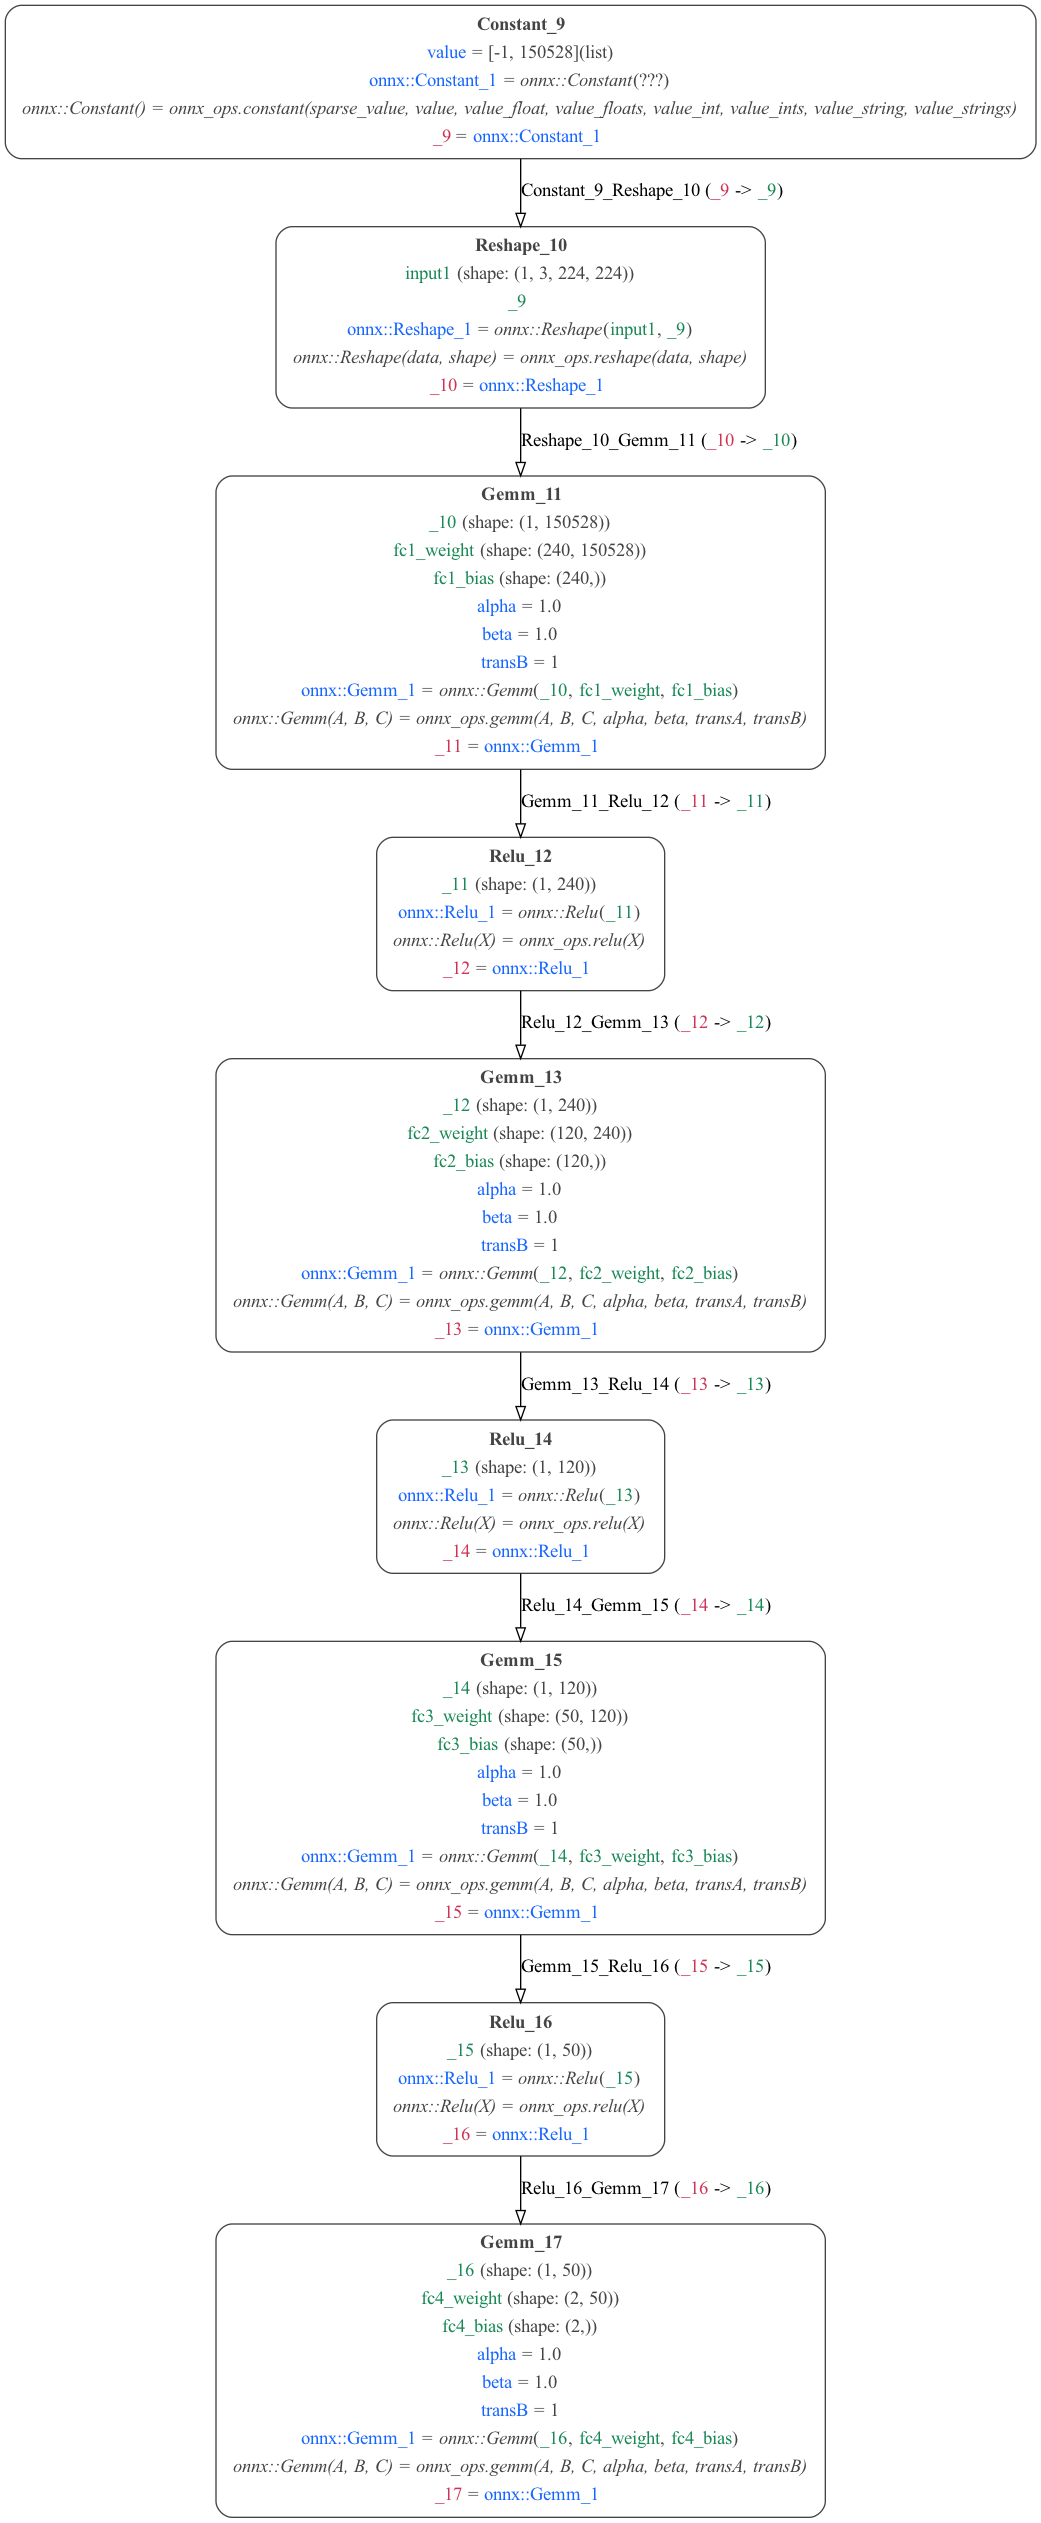 Constant_9
value = [-1, 150528](list)
onnx::Constant_1 = onnx::Constant(???)
onnx::Constant() = onnx_ops.constant(sparse_value, value, value_float, value_floats, value_int, value_ints, value_string, value_strings)
_9 = onnx::Constant_1
Constant_9_Reshape_10 (_9 -> _9)
Reshape_10
input1 (shape: (1, 3, 224, 224))
_9
onnx::Reshape_1 = onnx::Reshape(input1, _9)
onnx::Reshape(data, shape) = onnx_ops.reshape(data, shape)
_10 = onnx::Reshape_1
Reshape_10_Gemm_11 (_10 -> _10)
Gemm_11
_10 (shape: (1, 150528))
fc1_weight (shape: (240, 150528))
fc1_bias (shape: (240,))
alpha = 1.0
beta = 1.0
transB = 1
onnx::Gemm_1 = onnx::Gemm(_10, fc1_weight, fc1_bias)
onnx::Gemm(A, B, C) = onnx_ops.gemm(A, B, C, alpha, beta, transA, transB)
_11 = onnx::Gemm_1
Gemm_11_Relu_12 (_11 -> _11)
Relu_12
_11 (shape: (1, 240))
onnx::Relu_1 = onnx::Relu(_11)
onnx::Relu(X) = onnx_ops.relu(X)
_12 = onnx::Relu_1
Relu_12_Gemm_13 (_12 -> _12)
Gemm_13
_12 (shape: (1, 240))
fc2_weight (shape: (120, 240))
fc2_bias (shape: (120,))
alpha = 1.0
beta = 1.0
transB = 1
onnx::Gemm_1 = onnx::Gemm(_12, fc2_weight, fc2_bias)
onnx::Gemm(A, B, C) = onnx_ops.gemm(A, B, C, alpha, beta, transA, transB)
_13 = onnx::Gemm_1
Gemm_13_Relu_14 (_13 -> _13)
Relu_14
_13 (shape: (1, 120))
onnx::Relu_1 = onnx::Relu(_13)
onnx::Relu(X) = onnx_ops.relu(X)
_14 = onnx::Relu_1
Relu_14_Gemm_15 (_14 -> _14)
Gemm_15
_14 (shape: (1, 120))
fc3_weight (shape: (50, 120))
fc3_bias (shape: (50,))
alpha = 1.0
beta = 1.0
transB = 1
onnx::Gemm_1 = onnx::Gemm(_14, fc3_weight, fc3_bias)
onnx::Gemm(A, B, C) = onnx_ops.gemm(A, B, C, alpha, beta, transA, transB)
_15 = onnx::Gemm_1
Gemm_15_Relu_16 (_15 -> _15)
Relu_16
_15 (shape: (1, 50))
onnx::Relu_1 = onnx::Relu(_15)
onnx::Relu(X) = onnx_ops.relu(X)
_16 = onnx::Relu_1
Relu_16_Gemm_17 (_16 -> _16)
Gemm_17
_16 (shape: (1, 50))
fc4_weight (shape: (2, 50))
fc4_bias (shape: (2,))
alpha = 1.0
beta = 1.0
transB = 1
onnx::Gemm_1 = onnx::Gemm(_16, fc4_weight, fc4_bias)
onnx::Gemm(A, B, C) = onnx_ops.gemm(A, B, C, alpha, beta, transA, transB)
_17 = onnx::Gemm_1